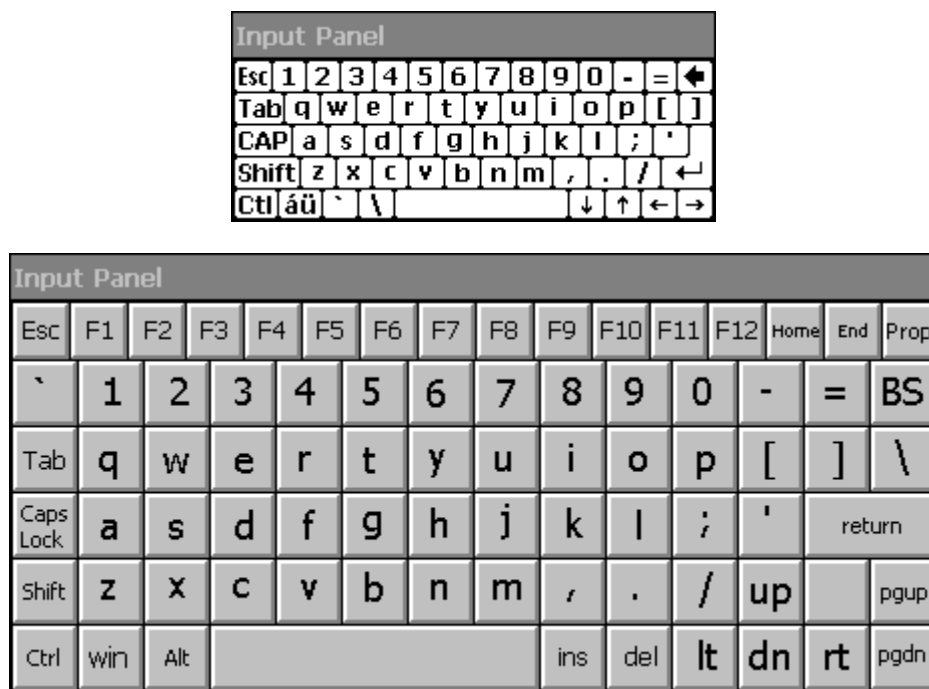 Input Panel
Esc 1 2 3 4 5 6 7 8 9 0 - = 🡄
Tab q w e r t y u i o p [ ]
CAP a s d f g h j k l ; '
Shift z x c v b n m , . / ↵
Ctl áü ` \ ↓ ↑ ← →
Input Panel
Esc F1 F2 F3 F4 F5 F6 F7 F8 F9 F10 F11 F12 Home End Prop
` 1 2 3 4 5 6 7 8 9 0 - = BS
Tab q w e r t y u i o p [ ] \
Caps Lock a s d f g h j k l ; ' return
Shift z x c v b n m , . / up pgup
Ctrl win Alt ins del lt dn rt pgdn